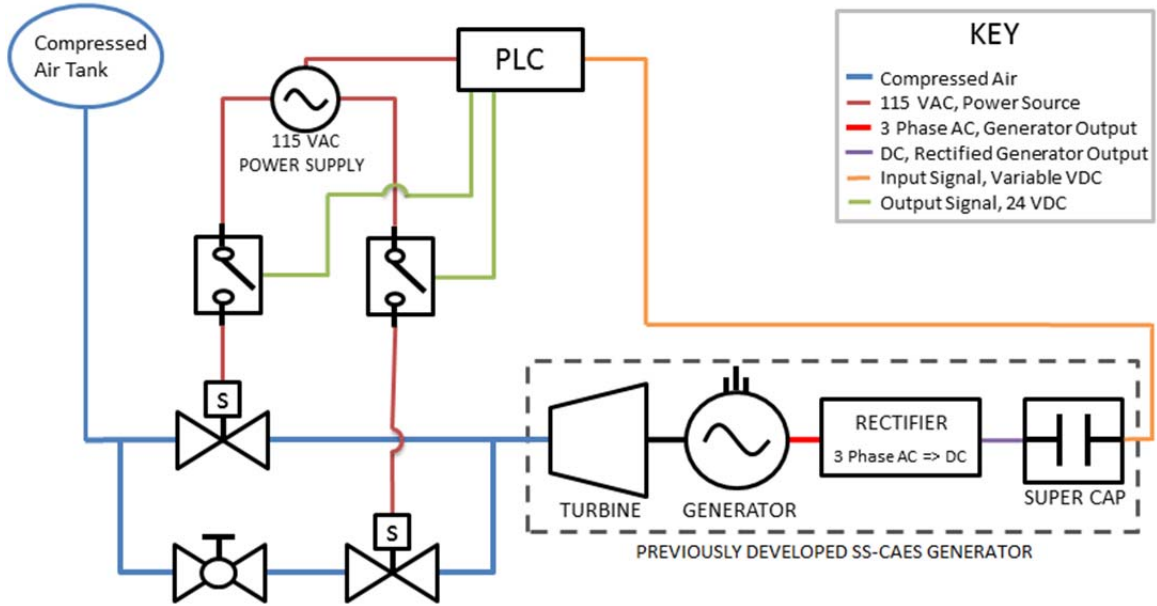 Compressed
Air Tank
PLC
115 VAC
POWER SUPPLY
KEY
Compressed Air
115 VAC, Power Source
3 Phase AC, Generator Output
DC, Rectified Generator Output
Input Signal, Variable VDC
Output Signal, 24 VDC
S
RECTIFIER
3 Phase AC => DC
TURBINE
GENERATOR
SUPER CAP
S
PREVIOUSLY DEVELOPED SS-CAES GENERATOR